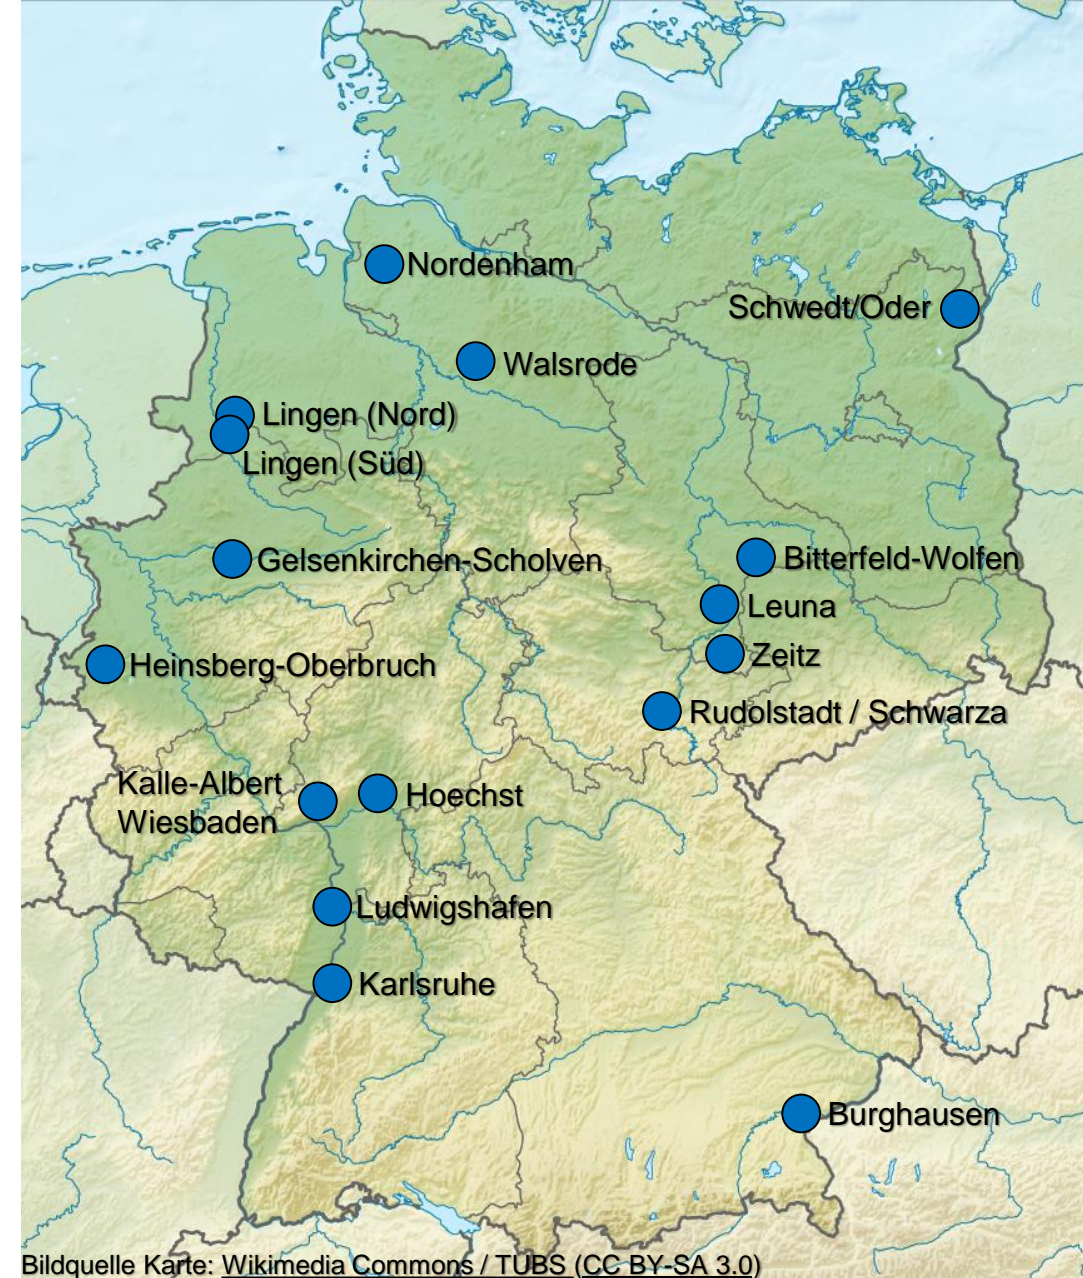 Nordenham
Schwedt/Oder
Walsrode
Lingen (Nord)
Lingen (Süd)
Gelsenkirchen-Scholven
Bitterfeld-Wolfen
Leuna
Zeitz
Heinsberg-Oberbruch
Rudolstadt / Schwarza
Kalle-Albert
Wiesbaden
Hoechst
Ludwigshafen
Karlsruhe
Burghausen
Bildquelle Karte: Wikimedia Commons / TUBS (CC BY-SA 3.0)